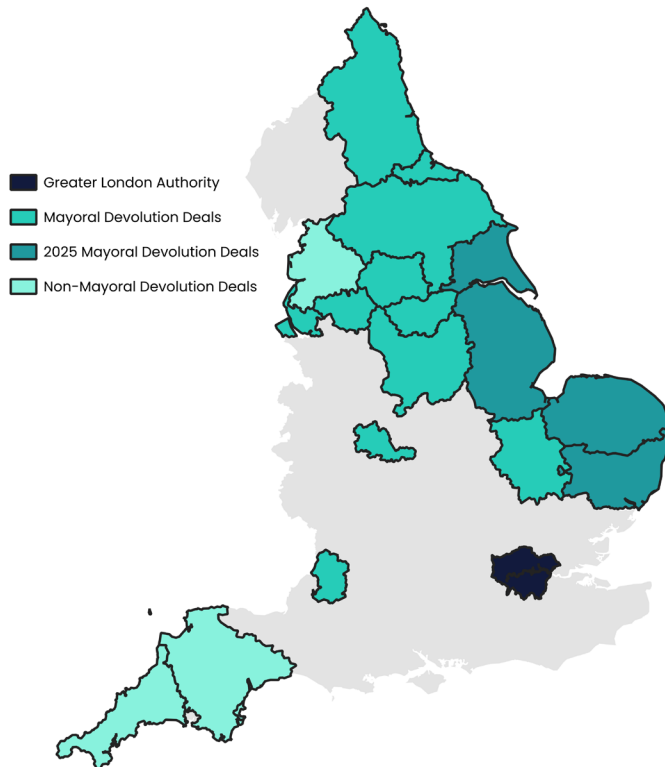 Greater London Authority
Mayoral Devolution Deals
2025 Mayoral Devolution Deals
Non-Mayoral Devolution Deals